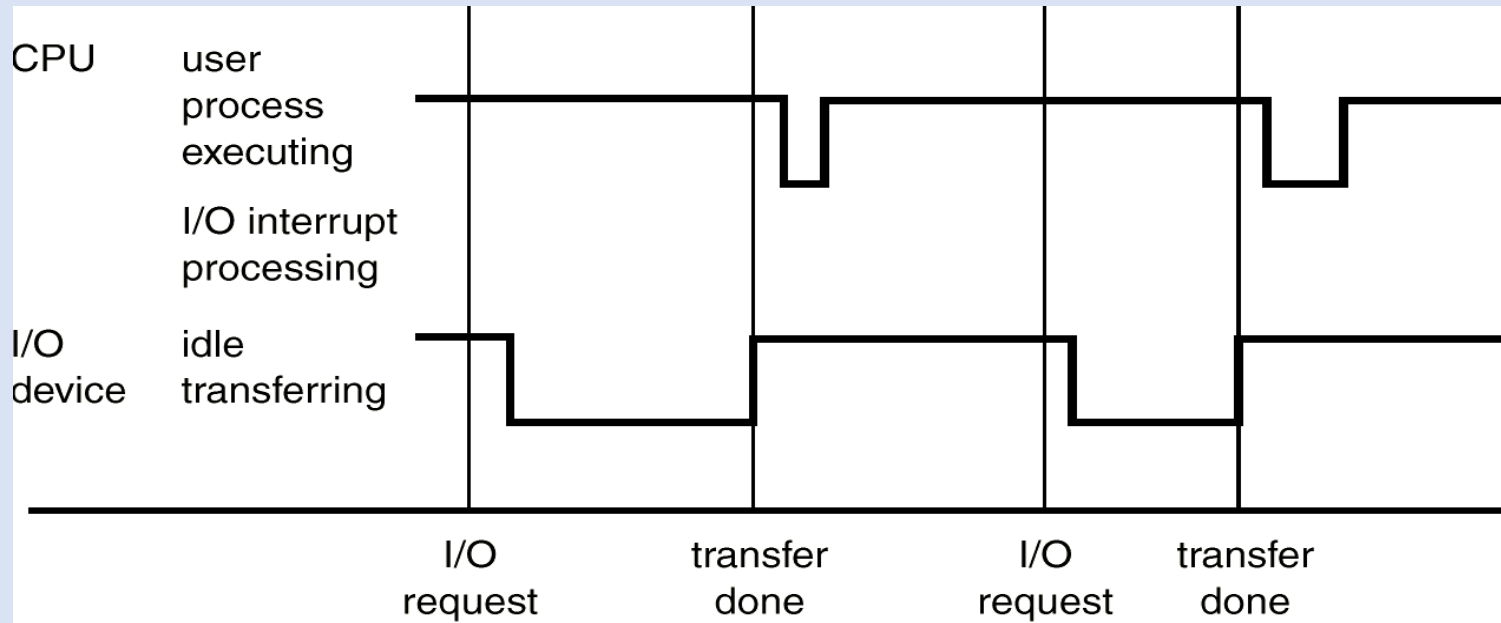 CPU user
process
executing
I/O interrupt
processing
I/O idle
device transferring
I/O transfer I/O transfer
request done request done